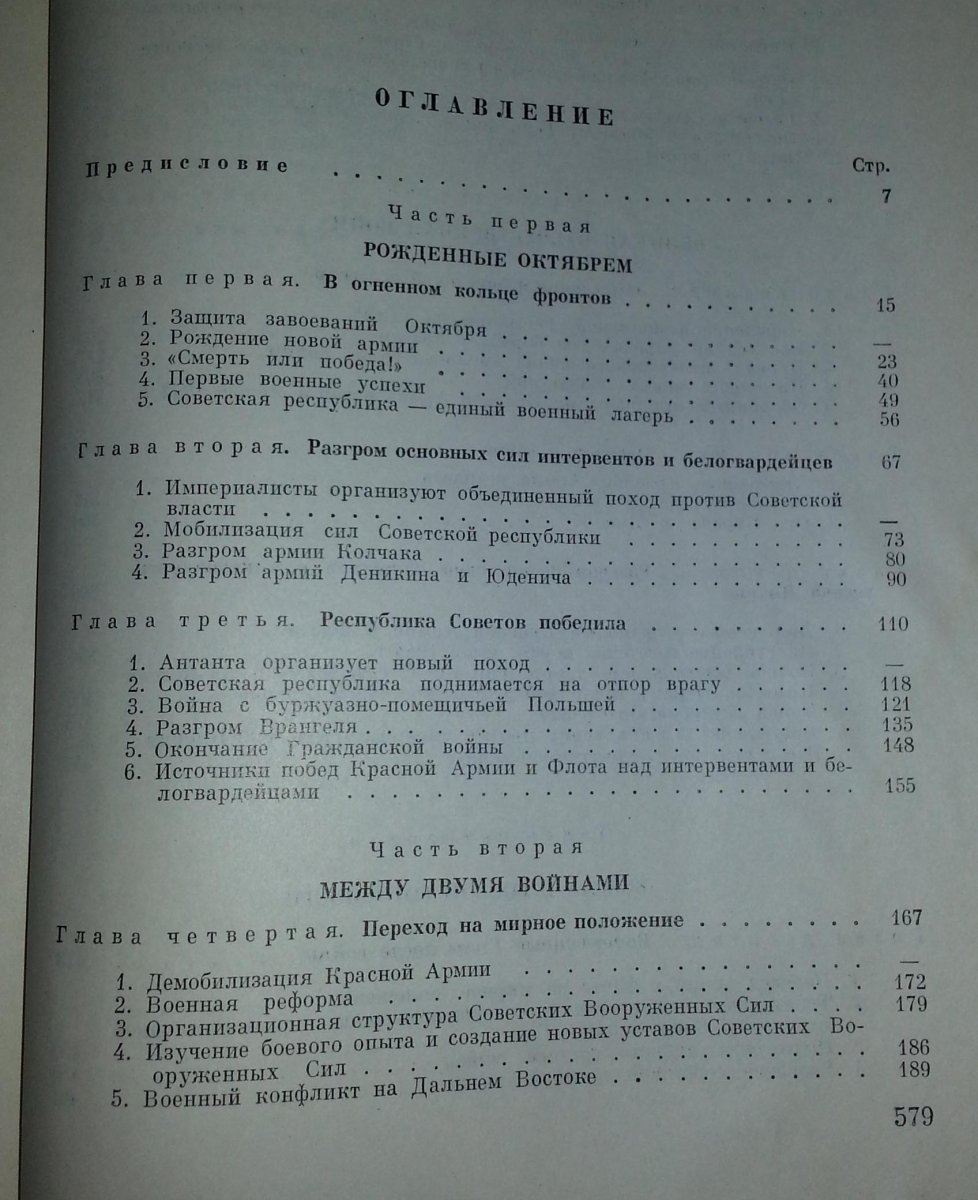 ОГЛАВЛЕНИЕ
Стр.
Предисловие . . . . . . . . . . . . . . . . . . . . . . . 7
Часть первая
РОЖДЕННЫЕ ОКТЯБРЕМ
Глава первая. В огненном кольце фронтов . . . . . . . . . . 15
1. Защита завоеваний Октября . . . . . . . . . . . . . . —
2. Рождение новой армии . . . . . . . . . . . . . . . . 23
3. «Смерть или победа!» . . . . . . . . . . . . . . . . 40
4. Первые военные успехи . . . . . . . . . . . . . . . . 49
5. Советская республика — единый военный лагерь . . . . . . . . 56
Глава вторая. Разгром основных сил интервентов и белогвардейцев 67
1. Империалисты организуют объединенный поход против Советской
власти . . . . . . . . . . . . . . . . . . . . . . —
2. Мобилизация сил Советской республики . . . . . . . . . . 73
3. Разгром армии Колчака . . . . . . . . . . . . . . . . 80
4. Разгром армий Деникина и Юденича . . . . . . . . . . . . 90
Глава третья. Республика Советов победила . . . . . . . . . 110
1. Антанта организует новый поход . . . . . . . . . . . . . —
2. Советская республика поднимается на отпор врагу . . . . . . 118
3. Война с буржуазно-помещичьей Польшей . . . . . . . . . . 121
4. Разгром Врангеля . . . . . . . . . . . . . . . . . . 135
5. Окончание Гражданской войны . . . . . . . . . . . . . . 148
6. Источники побед Красной Армии и Флота над интервентами и бе-
логвардейцами . . . . . . . . . . . . . . . . . . . . 155
Часть вторая
МЕЖДУ ДВУМЯ ВОЙНАМИ
Глава четвертая. Переход на мирное положение . . . . . . . . 167
1. Демобилизация Красной Армии . . . . . . . . . . . . . . —
2. Военная реформа . . . . . . . . . . . . . . . . . . 172
3. Организационная структура Советских Вооруженных Сил . . . . 179
4. Изучение боевого опыта и создание новых уставов Советских Во-
оруженных Сил . . . . . . . . . . . . . . . . . . . . 186
5. Военный конфликт на Дальнем Востоке . . . . . . . . . . . 189
579